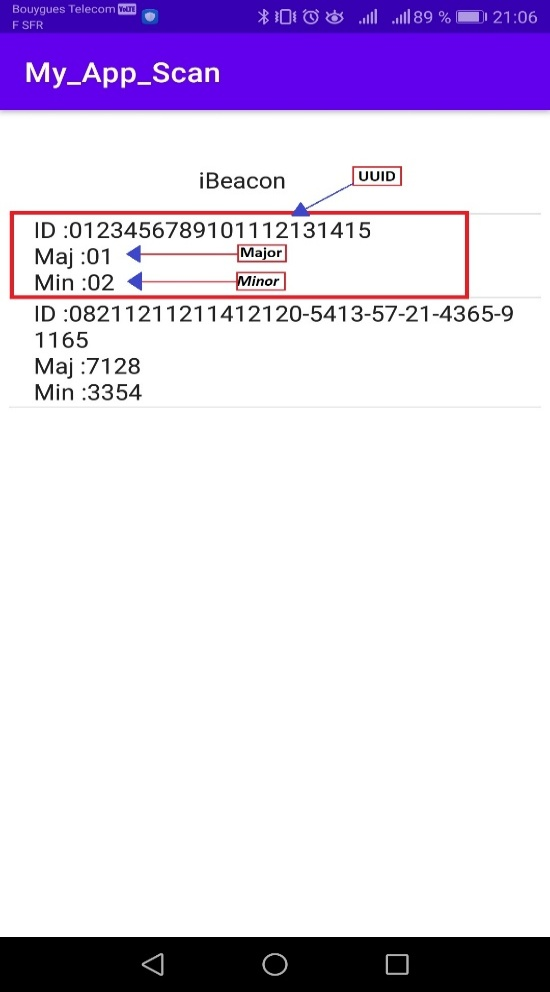 Bouygues Telecom VoLTE
F SFR
89 % 21:06
My_App_Scan
iBeacon
UUID
ID :0123456789101112131415
Maj :01
Major
Min :02
Minor
ID :08211211211412120-5413-57-21-4365-9
1165
Maj :7128
Min :3354